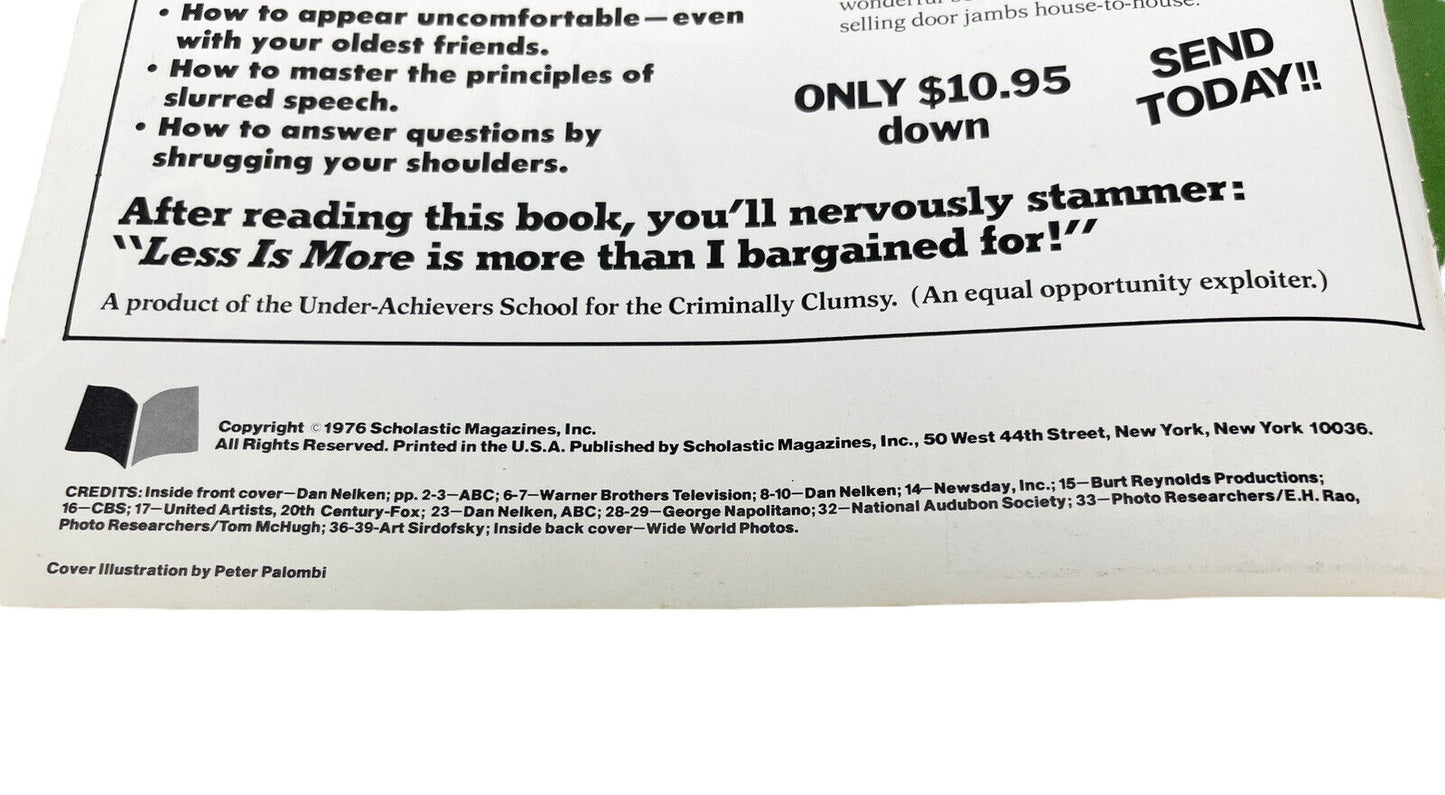 • How to appear uncomfortable—even
with your oldest friends.
• How to master the principles of
slurred speech.
• How to answer questions by
shrugging your shoulders.
selling door jambs house-to-house.
ONLY $10.95
down
SEND
TODAY!!
After reading this book, you'll nervously stammer:
"Less Is More is more than I bargained for!"
A product of the Under-Achievers School for the Criminally Clumsy. (An equal opportunity exploiter.)
Copyright ©1976 Scholastic Magazines, Inc.
All Rights Reserved. Printed in the U.S.A. Published by Scholastic Magazines, Inc., 50 West 44th Street, New York, New York 10036.
CREDITS: Inside front cover—Dan Nelken; pp. 2-3—ABC; 6-7—Warner Brothers Television; 8-10—Dan Nelken; 14—Newsday, Inc.; 15—Burt Reynolds Productions;
16—CBS; 17—United Artists, 20th Century-Fox; 23—Dan Nelken, ABC; 28-29—George Napolitano; 32—National Audubon Society; 33—Photo Researchers/E.H. Rao,
Photo Researchers/Tom McHugh; 36-39-Art Sirdofsky; Inside back cover—Wide World Photos.
Cover Illustration by Peter Palombi